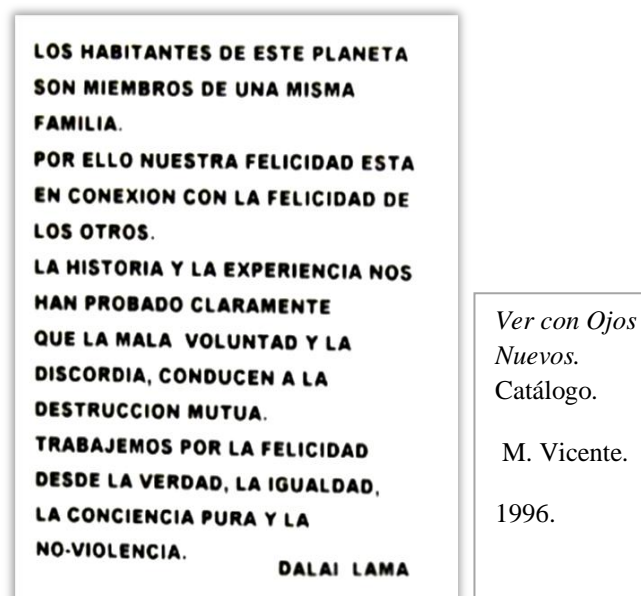 LOS HABITANTES DE ESTE PLANETA
SON MIEMBROS DE UNA MISMA
FAMILIA.
POR ELLO NUESTRA FELICIDAD ESTA
EN CONEXION CON LA FELICIDAD DE
LOS OTROS.
LA HISTORIA Y LA EXPERIENCIA NOS
HAN PROBADO CLARAMENTE
QUE LA MALA VOLUNTAD Y LA
DISCORDIA, CONDUCEN A LA
DESTRUCCION MUTUA.
TRABAJEMOS POR LA FELICIDAD
DESDE LA VERDAD, LA IGUALDAD,
LA CONCIENCIA PURA Y LA
NO-VIOLENCIA.
DALAI LAMA
Ver con Ojos
Nuevos.
Catálogo.
M. Vicente.
1996.